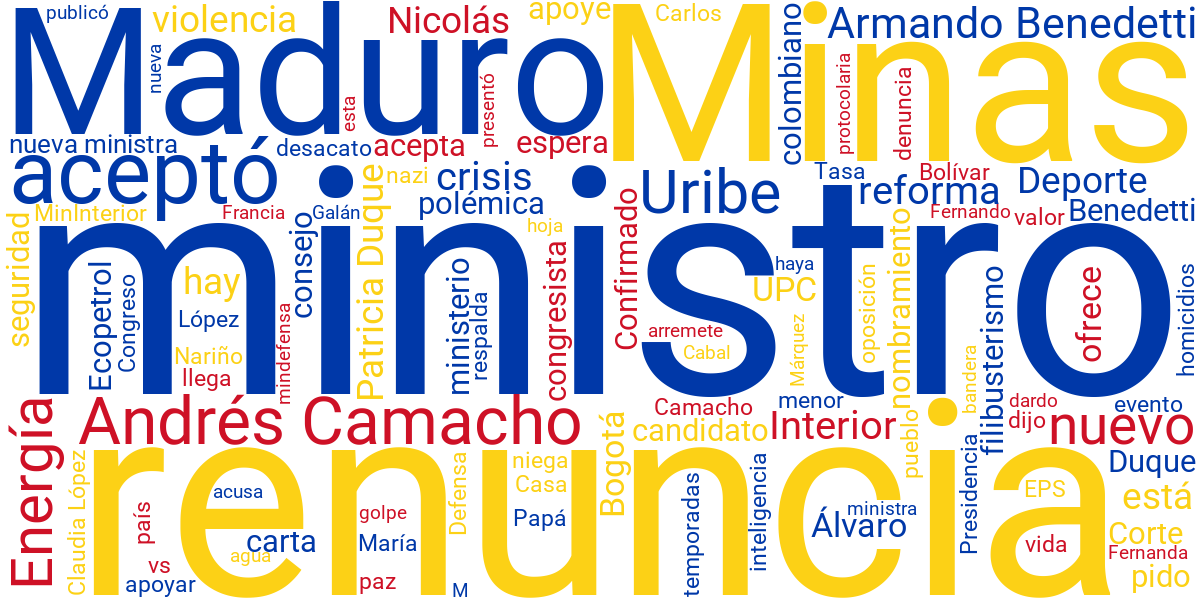 publicó
violencia
Nicolás
apoye
Carlos
Armando Benedetti
nueva
Maduro
Minas
colombiano
esta
presentó
protocolaria
denuncia
nueva ministra
desacato
acepta
espera
aceptó
nazi
crisis
polémica
Uribe
Tasa
reforma
Bolívar
Deporte
MinInterior
Francia
Galán
Patricia Duque
hoja
Fernando
valor
Benedetti
seguridad
consejo
ministro
Ecopetrol
Congreso
hay
López
Nariño
llega
mindefensa
ministerio
respalda
congresista
Confirmado
arremete
Cabal
haya
UPC
Márquez
oposición
nombramiento
bandera
filibusterismo
ofrece
homicidios
Energía
Andrés Camacho
Camacho
menor
candidato
Interior
pueblo
dardo
dijo
evento
nuevo
Bogotá
Claudia López
renuncia
país
acusa
agua
carta
vs
apoyar
golpe
María
paz
Defensa
M
niega
Casa
Papá
temporadas
inteligencia
ministra
Álvaro
Presidencia
Duque
EPS
está
vida
Corte
Fernanda
pido